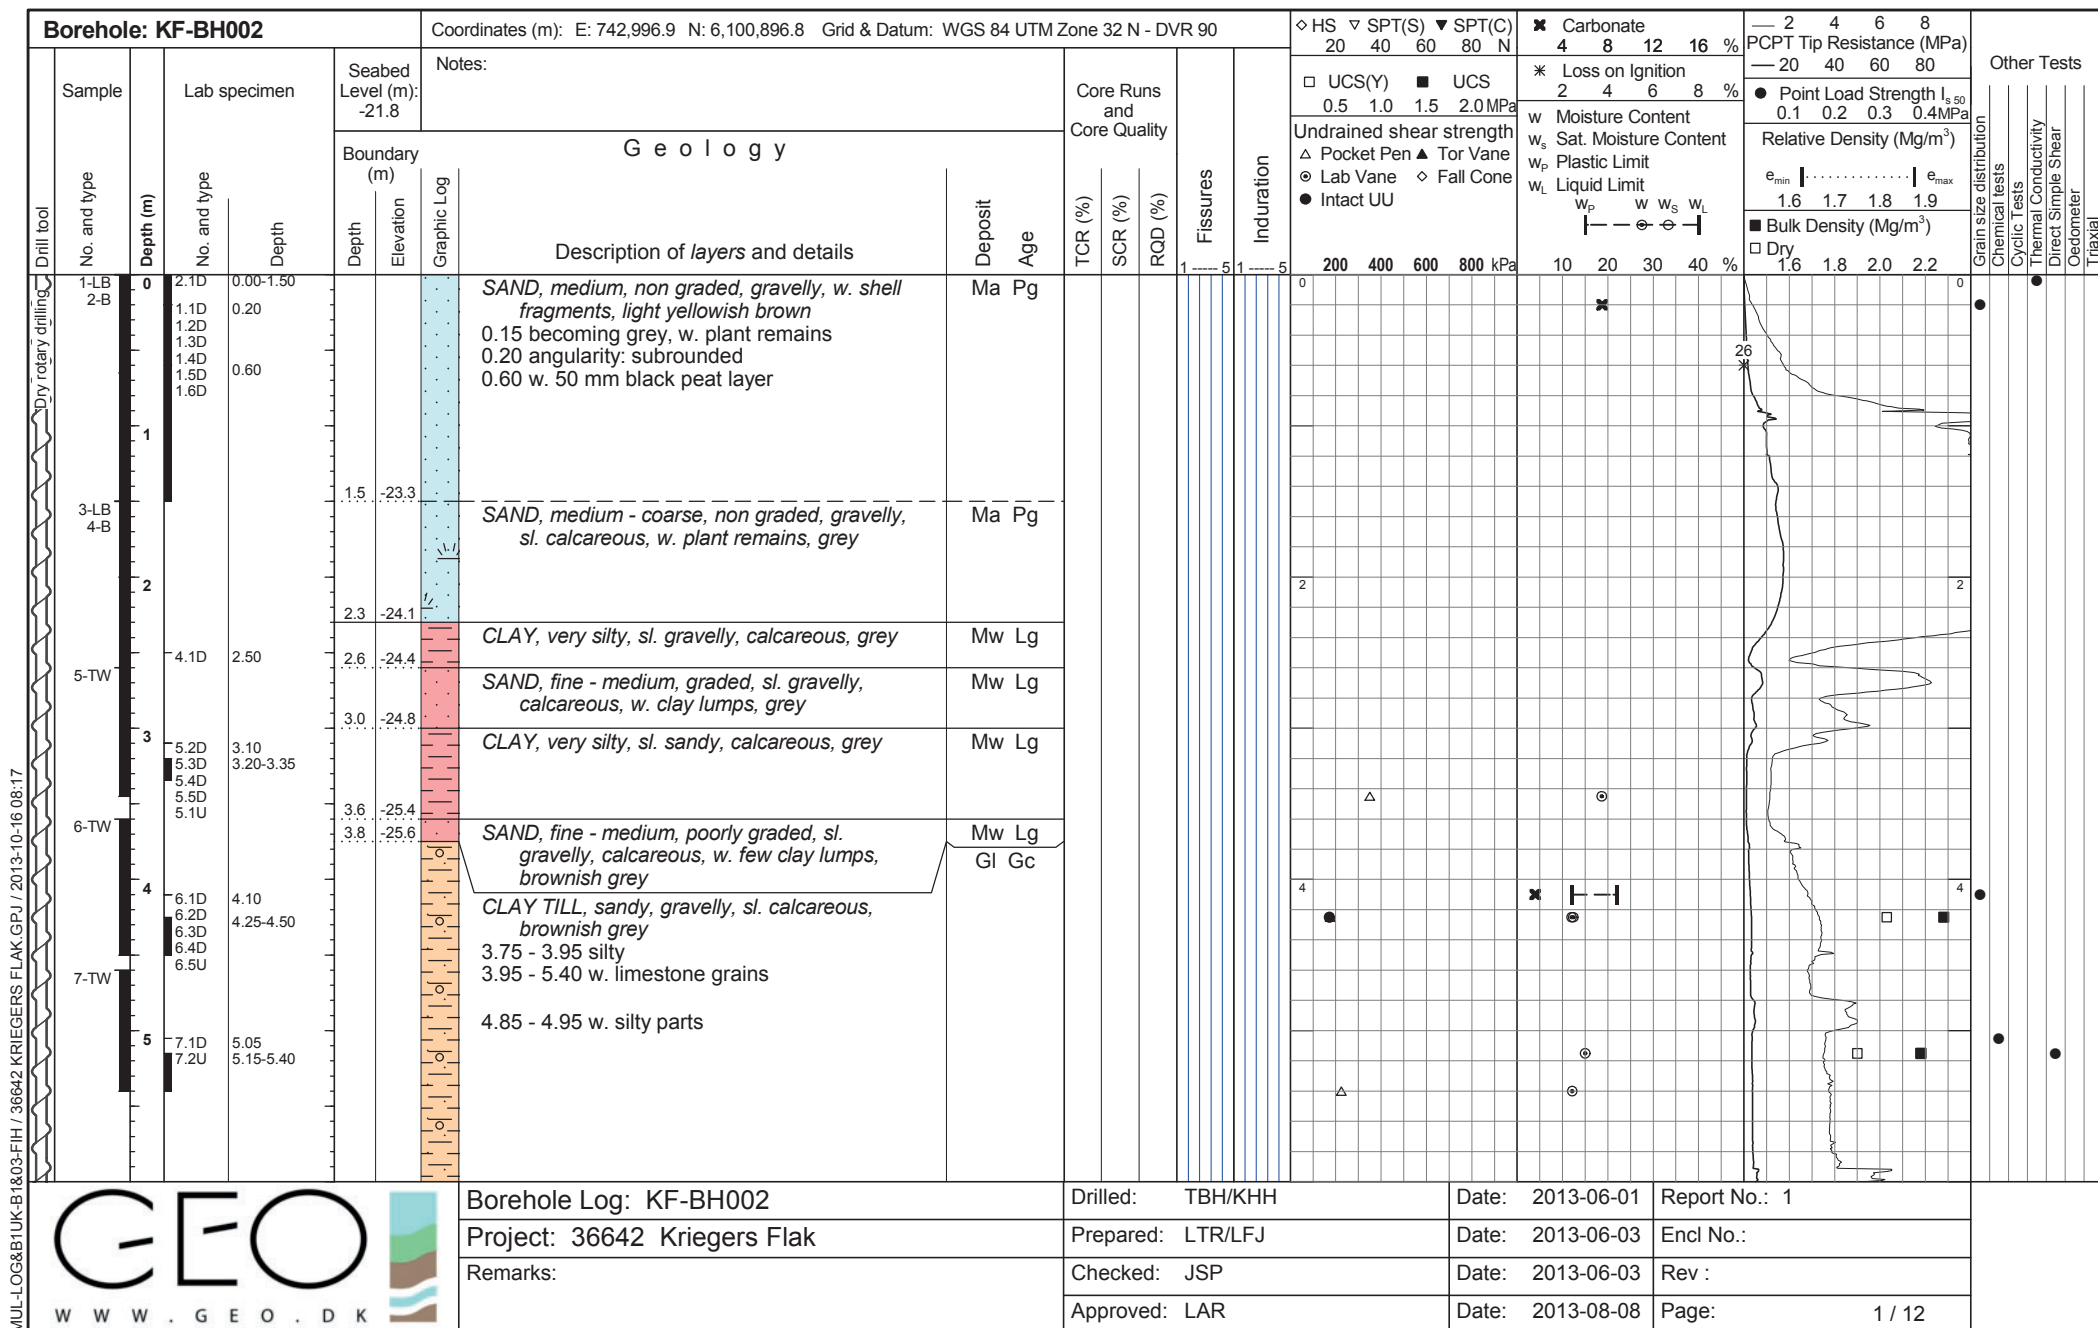 Borehole: KF-BH002
Coordinates (m): E: 742,996.9 N: 6,100,896.8 Grid & Datum: WGS 84 UTM Zone 32 N - DVR 90
Sample
Lab specimen
Seabed
Level (m):
-21.8
Notes:
Drill tool
No. and type
Depth (m)
No. and type
Depth
Boundary
(m)
Depth
Elevation
Graphic Log
Geology
Description of layers and details
Deposit
Age
Core Runs
and
Core Quality
TCR (%)
SCR (%)
RQD (%)
Fissures
1 ----- 5
Induration
1 ----- 5
HS SPT(S) SPT(C)
20 40 60 80 N
UCS(Y) UCS
0.5 1.0 1.5 2.0 MPa
Undrained shear strength
Pocket Pen Tor Vane
Lab Vane Fall Cone
Intact UU
200 400 600 800 kPa
Carbonate
4 8 12 16 %
Loss on Ignition
2 4 6 8 %
w Moisture Content
ws Sat. Moisture Content
wP Plastic Limit
wL Liquid Limit
wP w wS wL
10 20 30 40 %
2 4 6 8
PCPT Tip Resistance (MPa)
20 40 60 80
Point Load Strength Is 50
0.1 0.2 0.3 0.4MPa
Relative Density (Mg/m³)
emin emax
1.6 1.7 1.8 1.9
Bulk Density (Mg/m³)
Dry
1.6 1.8 2.0 2.2
Other Tests
Grain size distribution
Chemical tests
Cyclic Tests
Thermal Conductivity
Direct Simple Shear
Oedometer
Triaxial
Dry rotary drilling
1-LB
2-B
3-LB
4-B
5-TW
6-TW
7-TW
0
1
2
3
4
5
2.1D 0.00-1.50
1.1D 0.20
1.2D
1.3D
1.4D
1.5D 0.60
1.6D
4.1D 2.50
5.2D 3.10
5.3D 3.20-3.35
5.4D
5.5D
5.1U
6.1D 4.10
6.2D 4.25-4.50
6.3D
6.4D
6.5U
7.1D 5.05
7.2U 5.15-5.40
1.5 -23.3
2.3 -24.1
2.6 -24.4
3.0 -24.8
3.6 -25.4
3.8 -25.6
SAND, medium, non graded, gravelly, w. shell
fragments, light yellowish brown
0.15 becoming grey, w. plant remains
0.20 angularity: subrounded
0.60 w. 50 mm black peat layer
Ma Pg
SAND, medium - coarse, non graded, gravelly,
sl. calcareous, w. plant remains, grey
Ma Pg
CLAY, very silty, sl. gravelly, calcareous, grey
Mw Lg
SAND, fine - medium, graded, sl. gravelly,
calcareous, w. clay lumps, grey
Mw Lg
CLAY, very silty, sl. sandy, calcareous, grey
Mw Lg
SAND, fine - medium, poorly graded, sl.
gravelly, calcareous, w. few clay lumps,
brownish grey
Mw Lg
Gl Gc
CLAY TILL, sandy, gravelly, sl. calcareous,
brownish grey
3.75 - 3.95 silty
3.95 - 5.40 w. limestone grains
4.85 - 4.95 w. silty parts
0
2
4
26
0
2
4
MUL-LOG&B1UK-B1&03-FIH / 36642 KRIEGERS FLAK.GPJ / 2013-10-16 08:17
GEO
WWW.GEO.DK
Borehole Log: KF-BH002
Project: 36642 Kriegers Flak
Remarks:
Drilled: TBH/KHH Date: 2013-06-01 Report No.: 1
Prepared: LTR/LFJ Date: 2013-06-03 Encl No.:
Checked: JSP Date: 2013-06-03 Rev :
Approved: LAR Date: 2013-08-08 Page: 1 / 12